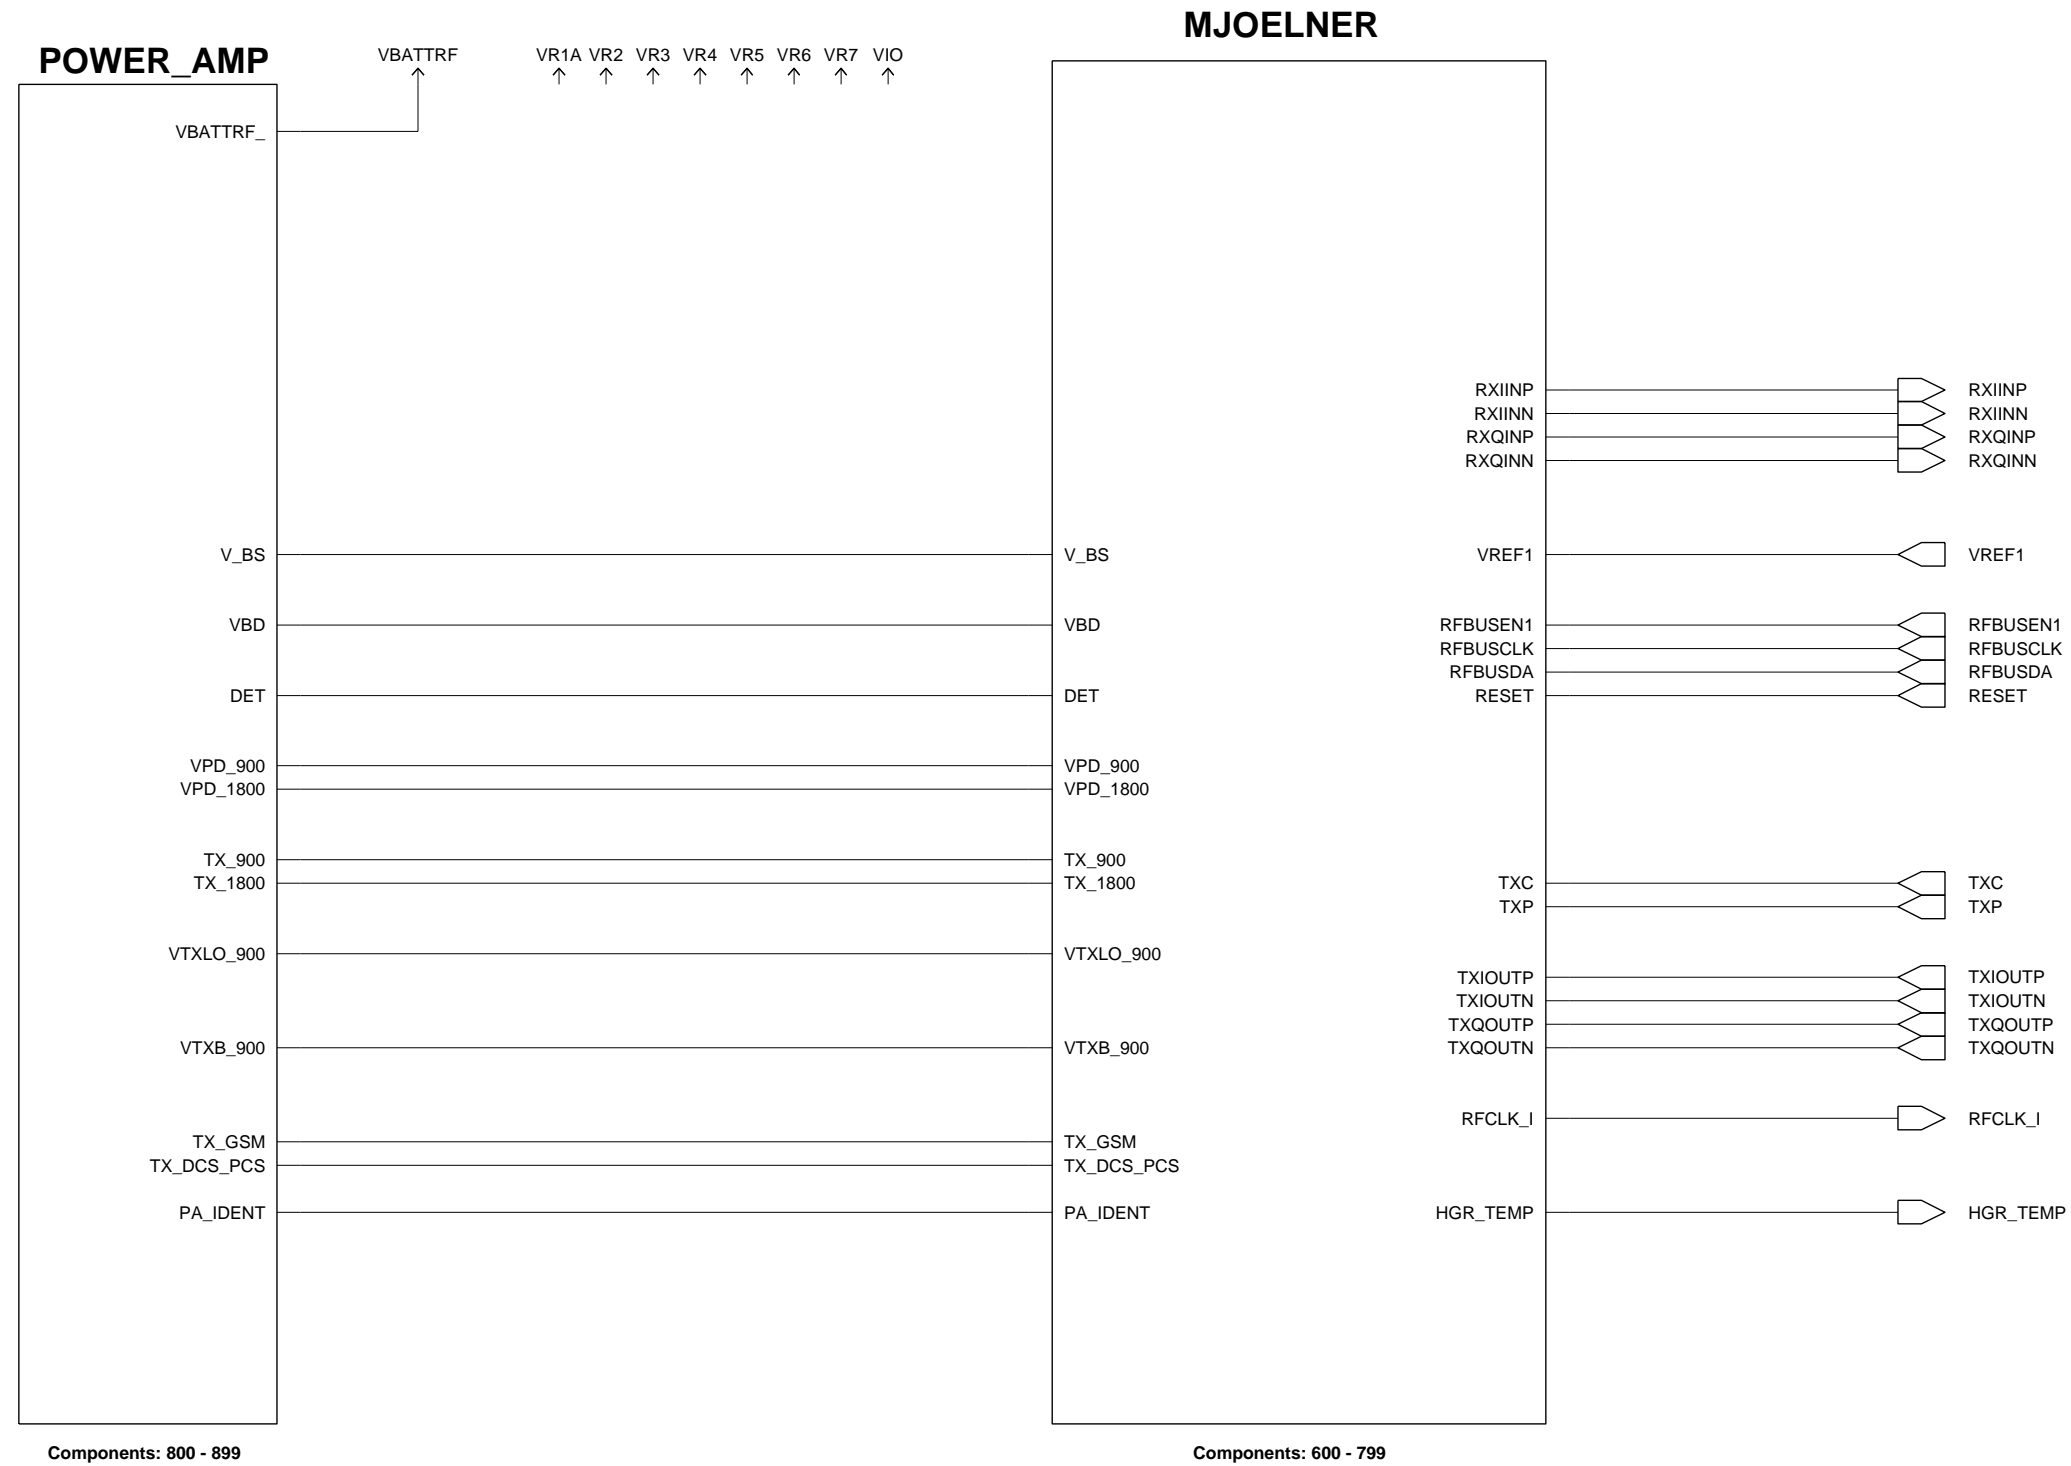 MJOELNER
POWER_AMP
VBATTRF VR1A VR2 VR3 VR4 VR5 VR6 VR7 VIO
VBATTRF_
RXIINP RXIINP
RXIINN RXIINN
RXQINP RXQINP
RXQINN RXQINN
V_BS V_BS VREF1 VREF1
VBD VBD RFBUSEN1 RFBUSEN1
RFBUSCLK RFBUSCLK
RFBUSDA RFBUSDA
DET DET RESET RESET
VPD_900 VPD_900
VPD_1800 VPD_1800
TX_900 TX_900
TX_1800 TX_1800 TXC TXC
TXP TXP
VTXLO_900 VTXLO_900
TXIOUTP TXIOUTP
TXIOUTN TXIOUTN
TXQOUTP TXQOUTP
VTXB_900 VTXB_900 TXQOUTN TXQOUTN
RFCLK_I RFCLK_I
TX_GSM TX_GSM
TX_DCS_PCS TX_DCS_PCS
PA_IDENT PA_IDENT HGR_TEMP HGR_TEMP
Components: 800 - 899 Components: 600 - 799